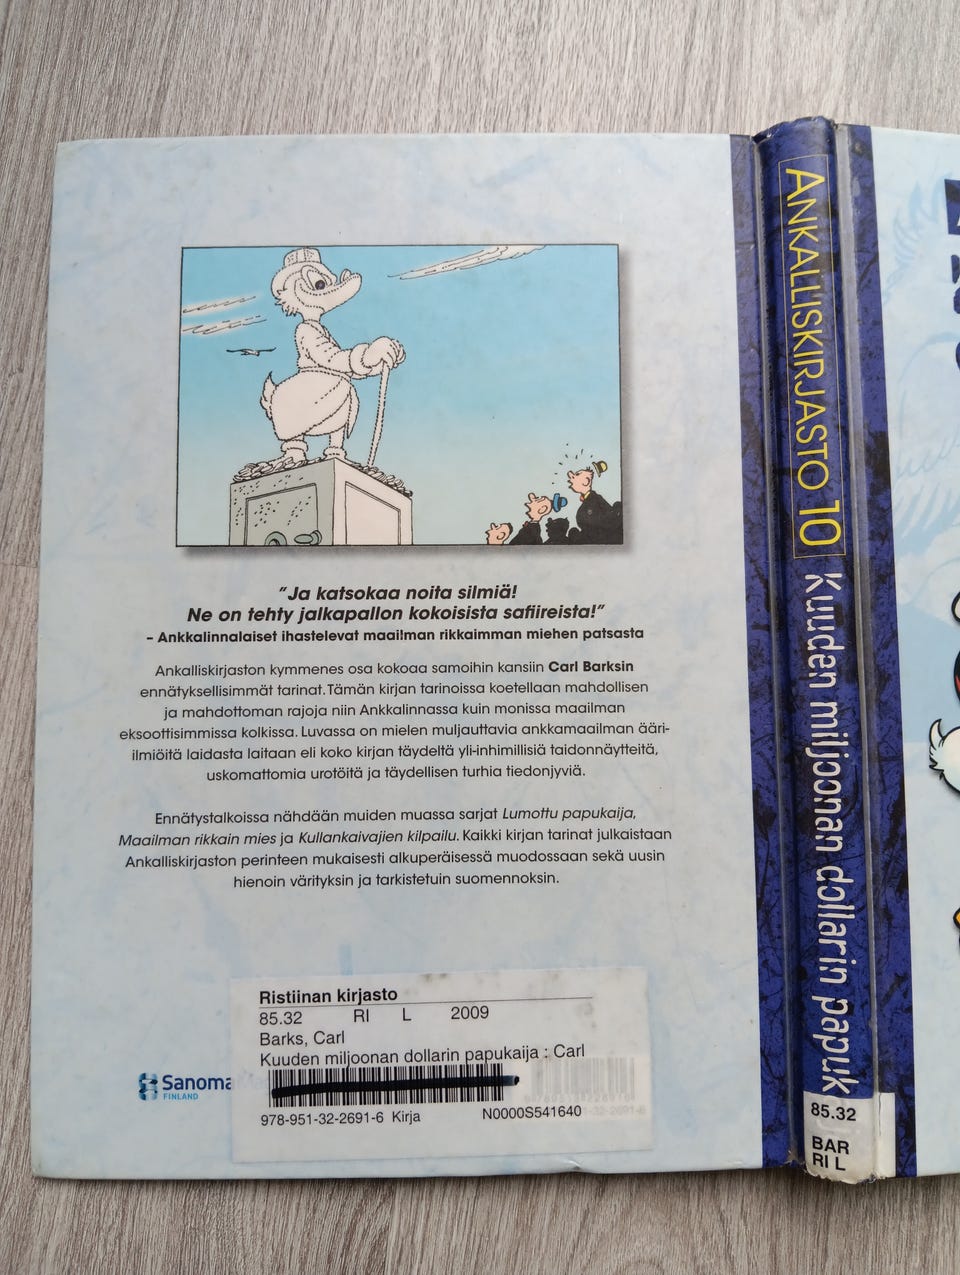 "Ja katsokaa noita silmiä!
Ne on tehty jalkapallon kokoisista safiireista!"
– Ankkalinnalaiset ihastelevat maailman rikkaimman miehen patsasta
Ankalliskirjaston kymmenes osa kokoaa samoihin kansiin Carl Barksin
ennätyksellisimmät tarinat. Tämän kirjan tarinoissa koetellaan mahdollisen
ja mahdottoman rajoja niin Ankkalinnassa kuin monissa maailman
eksoottisimmissa kolkissa. Luvassa on mielen muljauttavia ankkamaailman ääri-
ilmiöitä laidasta laitaan eli koko kirjan täydeltä yli-inhimillisiä taidonnäytteitä,
uskomattomia urotöitä ja täydellisen turhia tiedonjyviä.
Ennätystalkoissa nähdään muiden muassa sarjat Lumottu papukaija,
Maailman rikkain mies ja Kullankaivajien kilpailu. Kaikki kirjan tarinat julkaistaan
Ankalliskirjaston perinteen mukaisesti alkuperäisessä muodossaan sekä uusin
hienoin värityksin ja tarkistetuin suomennoksin.
Ristiinan kirjasto
85.32 RI L 2009
Barks, Carl
Kuuden miljoonan dollarin papukaija : Carl
978-951-32-2691-6 Kirja N0000S541640
Sanoma
FINLAND
ANKALLISKIRJASTO 10 Kuuden miljoonan dollarin papuk
85.32
BAR
RI L